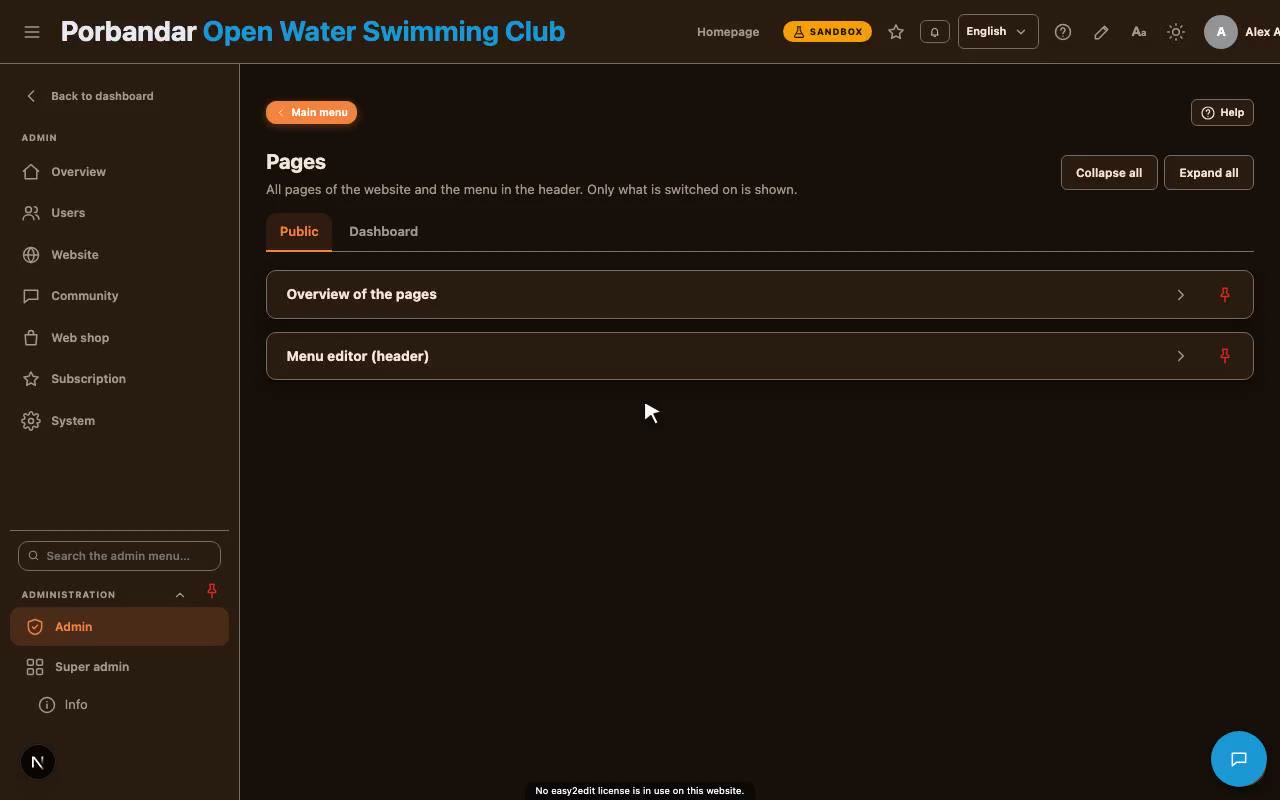 Porbandar Open Water Swimming Club
Homepage
SANDBOX
English
Aa
A
Alex A
Back to dashboard
ADMIN
Overview
Users
Website
Community
Web shop
Subscription
System
Search the admin menu...
ADMINISTRATION
Admin
Super admin
Info
N
Main menu
Help
Pages
All pages of the website and the menu in the header. Only what is switched on is shown.
Collapse all
Expand all
Public
Dashboard
Overview of the pages
Menu editor (header)
No easy2edit license is in use on this website.